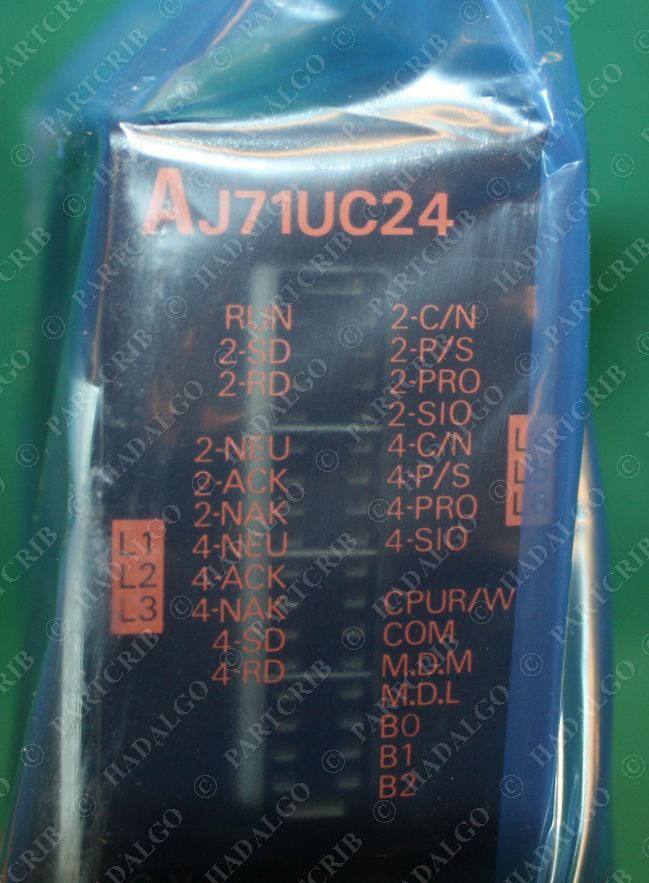 AJ71UC24
RUN 2-C/N
2-SD 2-P/S
2-RD 2-PRO
2-SIO
2-NEU 4-C/N
2-ACK 4-P/S
2-NAK 4-PRO
4-NEU 4-SIO
L1
L2
L3
4-ACK
4-NAK CPUR/W
4-SD COM
4-RD M.D.M
M.D.L
B0
B1
B2
L5
L6
© PARTCRIB
© HADALGO